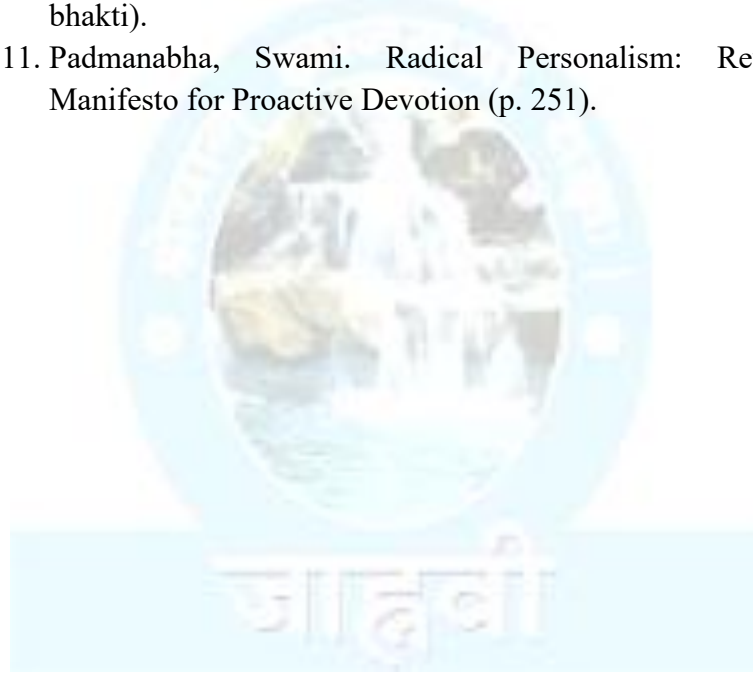 bhakti).
11. Padmanabha, Swami. Radical Personalism: Re
Manifesto for Proactive Devotion (p. 251).
जाह्नवी